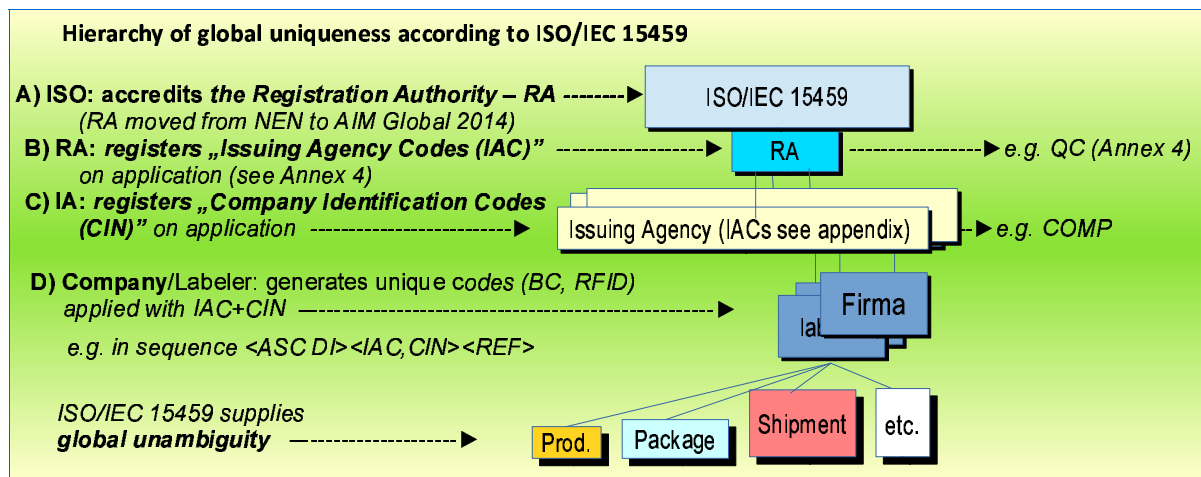 Hierarchy of global uniqueness according to ISO/IEC 15459
A) ISO: accredits the Registration Authority – RA
(RA moved from NEN to AIM Global 2014)
ISO/IEC 15459
B) RA: registers „Issuing Agency Codes (IAC)”
on application (see Annex 4)
RA
e.g. QC (Annex 4)
C) IA: registers „Company Identification Codes
(CIN)” on application
Issuing Agency (IACs see appendix)
e.g. COMP
D) Company/Labeler: generates unique codes (BC, RFID)
applied with IAC+CIN
Firma
e.g. in sequence <ASC DI><IAC,CIN><REF>
ISO/IEC 15459 supplies
global unambiguity
Prod.
Package
Shipment
etc.